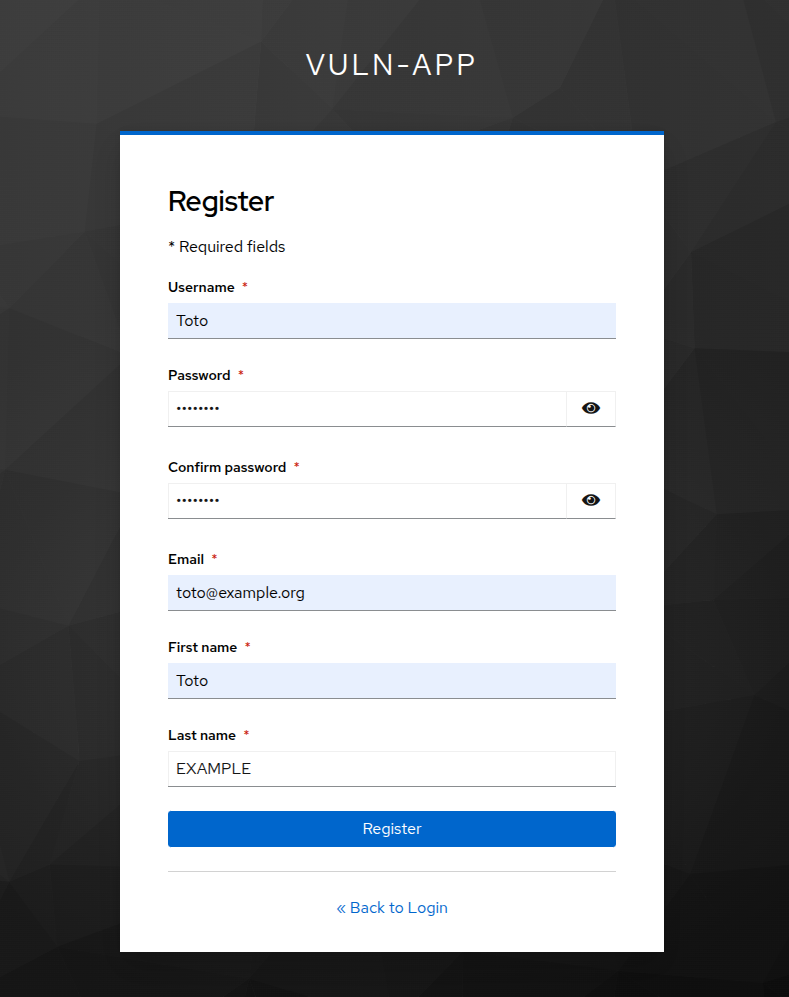 VULN-APP
Register
* Required fields
Username *
Toto
Password *
••••••••
Confirm password *
••••••••
Email *
toto@example.org
First name *
Toto
Last name *
EXAMPLE
Register
« Back to Login